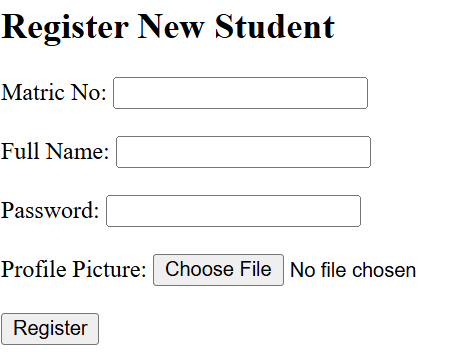 Register New Student
Matric No:
Full Name:
Password:
Profile Picture: Choose File No file chosen
Register